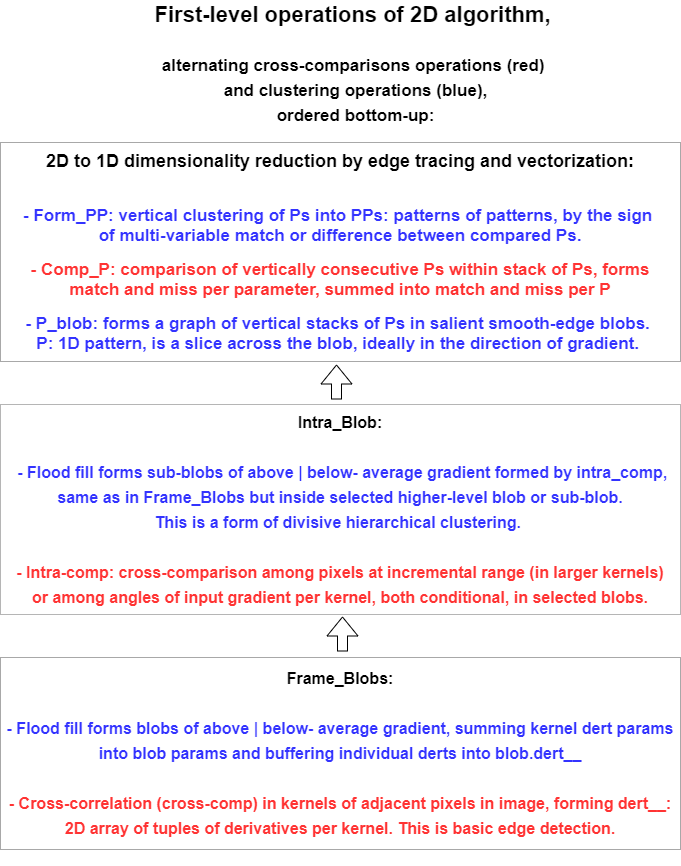 First-level operations of 2D algorithm,
alternating cross-comparisons operations (red)
and clustering operations (blue),
ordered bottom-up:
2D to 1D dimensionality reduction by edge tracing and vectorization:
- Form_PP: vertical clustering of Ps into PPs: patterns of patterns, by the sign
of multi-variable match or difference between compared Ps.
- Comp_P: comparison of vertically consecutive Ps within stack of Ps, forms
match and miss per parameter, summed into match and miss per P
- P_blob: forms a graph of vertical stacks of Ps in salient smooth-edge blobs.
P: 1D pattern, is a slice across the blob, ideally in the direction of gradient.
Intra_Blob:
- Flood fill forms sub-blobs of above | below- average gradient formed by intra_comp,
same as in Frame_Blobs but inside selected higher-level blob or sub-blob.
This is a form of divisive hierarchical clustering.
- Intra-comp: cross-comparison among pixels at incremental range (in larger kernels)
or among angles of input gradient per kernel, both conditional, in selected blobs.
Frame_Blobs:
- Flood fill forms blobs of above | below- average gradient, summing kernel dert params
into blob params and buffering individual derts into blob.dert__
- Cross-correlation (cross-comp) in kernels of adjacent pixels in image, forming dert__:
2D array of tuples of derivatives per kernel. This is basic edge detection.